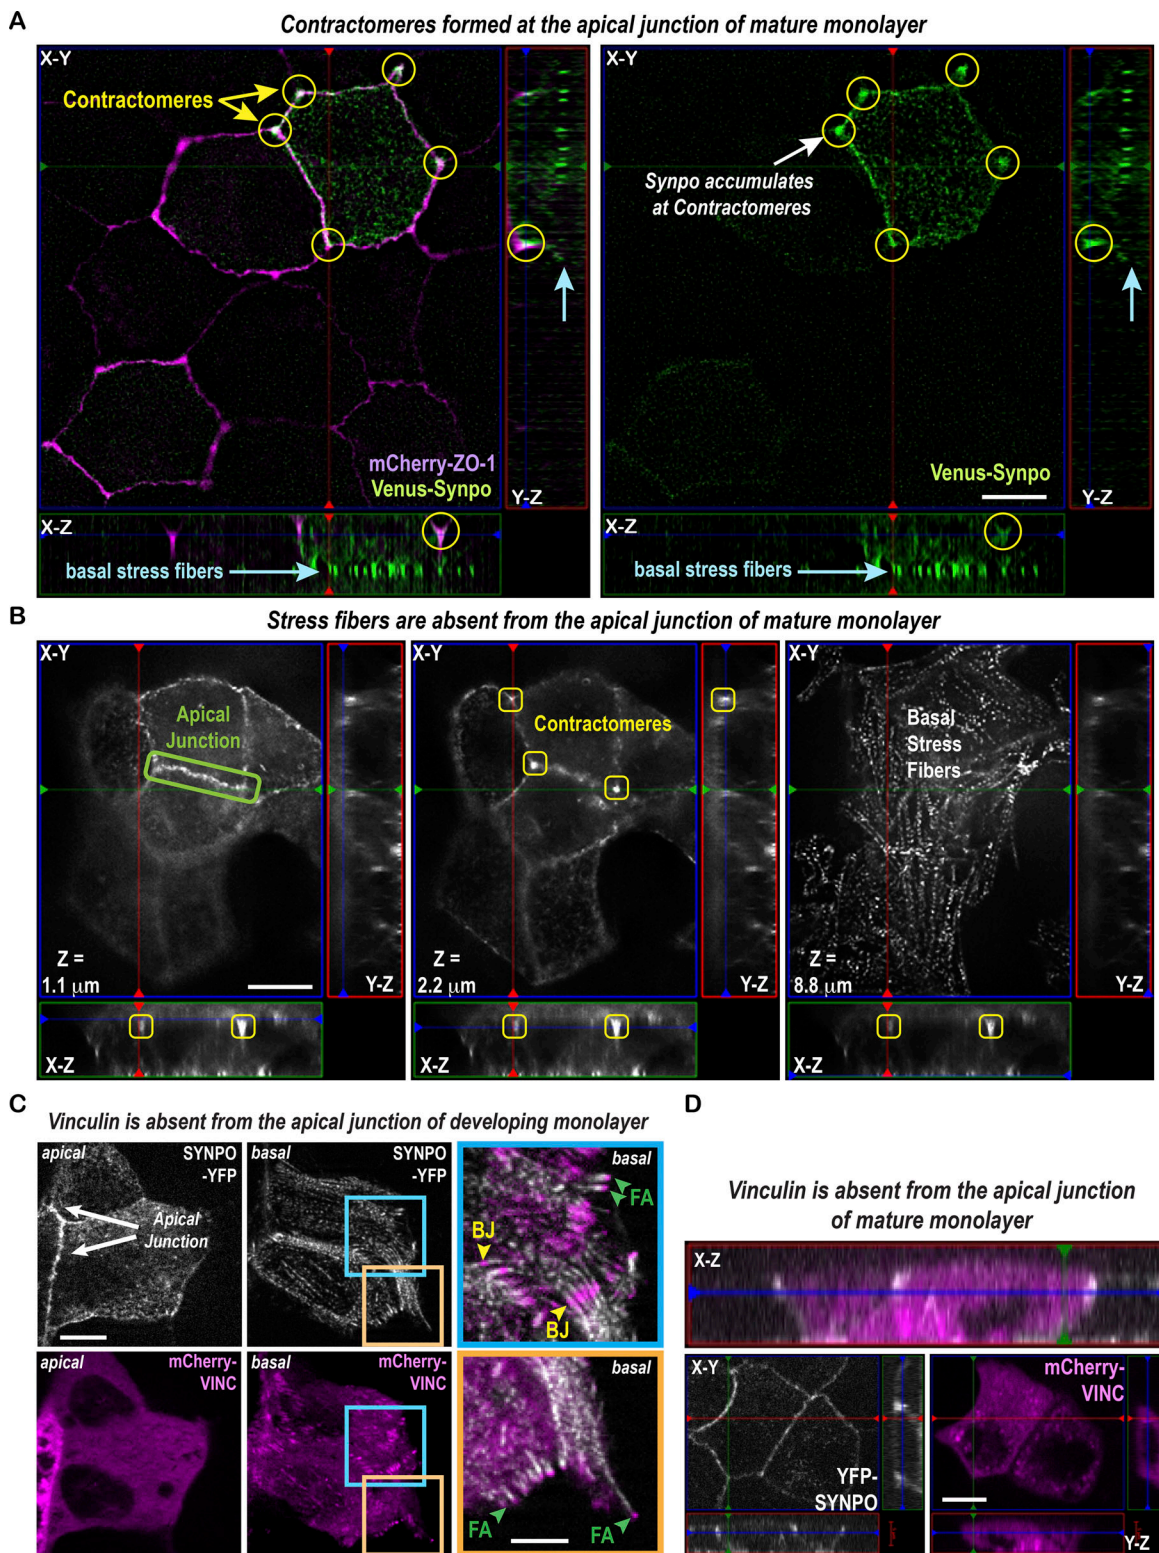 A
Contractomeres formed at the apical junction of mature monolayer
X-Y
Contractomeres
mCherry-ZO-1
Venus-Synpo
Y-Z
X-Z
basal stress fibers
Synpo accumulates
at Contractomeres
Venus-Synpo
Y-Z
X-Z
basal stress fibers
B
Stress fibers are absent from the apical junction of mature monolayer
X-Y
Apical
Junction
Z =
1.1 μm
Y-Z
X-Z
X-Y
Contractomeres
Z =
2.2 μm
Y-Z
X-Z
X-Y
Basal
Stress
Fibers
Z =
8.8 μm
Y-Z
X-Z
C
Vinculin is absent from the apical junction of developing monolayer
apical
SYNPO
-YFP
Apical
Junction
basal
SYNPO
-YFP
basal
FA
BJ
BJ
apical
mCherry-
VINC
basal
mCherry-
VINC
basal
FA
FA
D
Vinculin is absent from the apical junction
of mature monolayer
X-Z
X-Y
YFP-
SYNPO
mCherry-
VINC
Y-Z